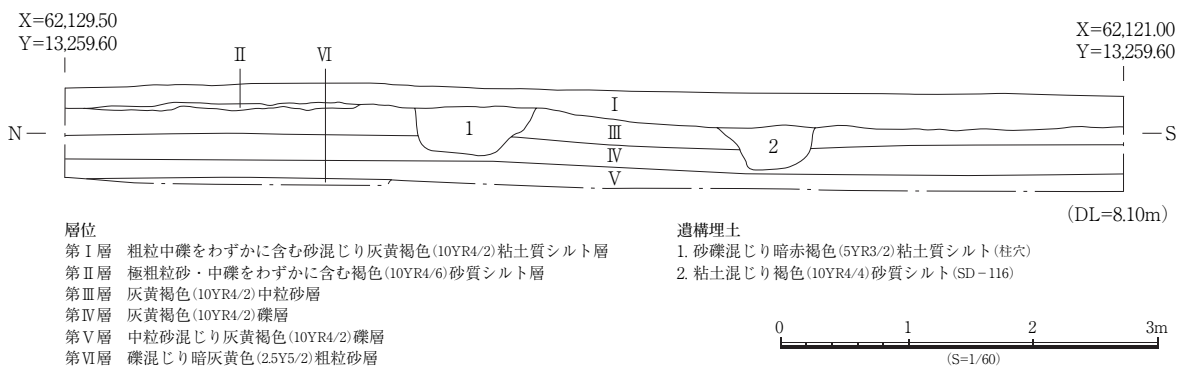 X=62,129.50
Y=13,259.60
X=62,121.00
Y=13,259.60
Ⅱ
Ⅵ
Ⅰ
N
1
Ⅲ
2
S
Ⅳ
Ⅴ
(DL=8.10m)
層位
第Ⅰ層 粗粒中礫をわずかに含む砂混じり灰黄褐色(10YR4/2)粘土質シルト層
第Ⅱ層 極粗粒砂・中礫をわずかに含む褐色(10YR4/6)砂質シルト層
第Ⅲ層 灰黄褐色(10YR4/2)中粒砂層
第Ⅳ層 灰黄褐色(10YR4/2)礫層
第Ⅴ層 中粒砂混じり灰黄褐色(10YR4/2)礫層
第Ⅵ層 礫混じり暗灰黄色(2.5Y5/2)粗粒砂層
遺構埋土
1. 砂礫混じり暗赤褐色(5YR3/2)粘土質シルト(柱穴)
2. 粘土混じり褐色(10YR4/4)砂質シルト(SD-116)
0 1 2 3m
(S=1/60)